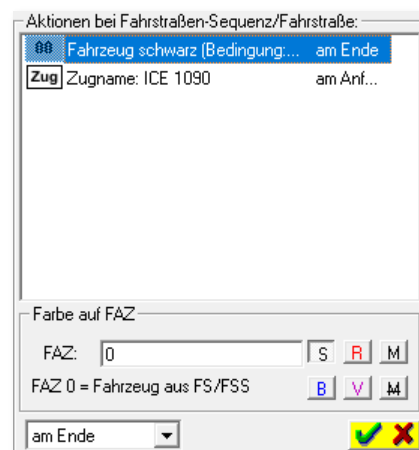 Aktionen bei Fahrstraßen-Sequenz/Fahrstraße:
00 Fahrzeug schwarz (Bedingung:... am Ende
Zug Zugname: ICE 1090 am Anf...
Farbe auf FAZ
FAZ: 0 S R M
FAZ 0 = Fahrzeug aus FS/FSS B V M
am Ende